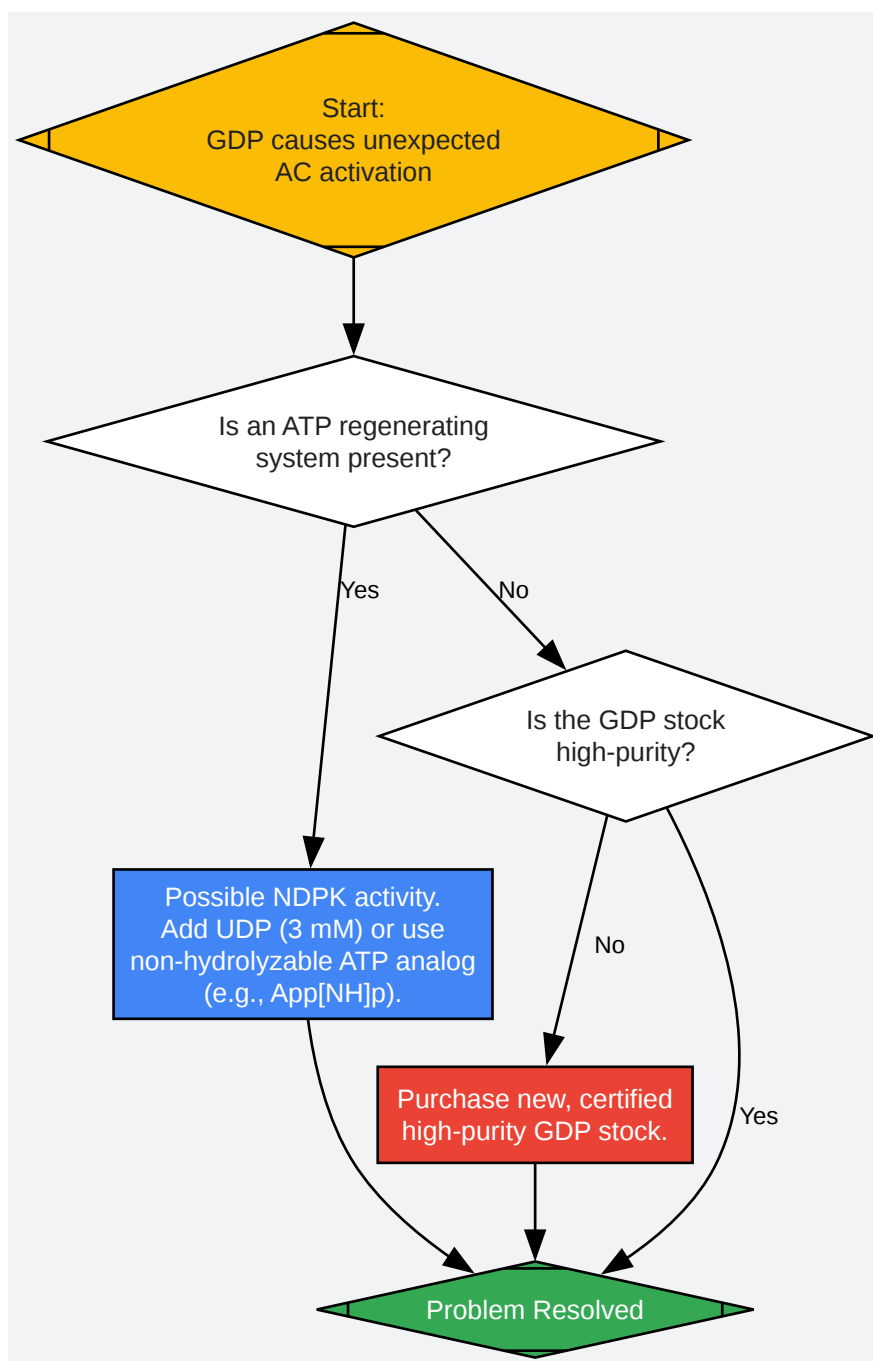 Start:
GDP causes unexpected
AC activation
Is an ATP regenerating
system present?
Yes
No
Is the GDP stock
high-purity?
Possible NDPK activity.
Add UDP (3 mM) or use
non-hydrolyzable ATP analog
(e.g., App[NH]p).
No
Purchase new, certified
high-purity GDP stock.
Yes
Problem Resolved